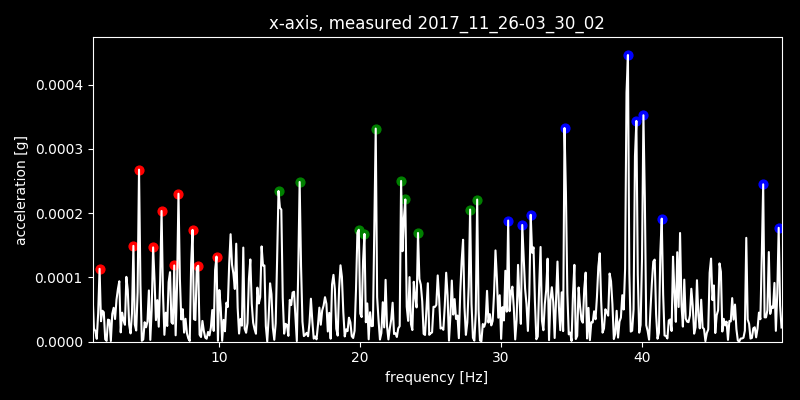 x-axis, measured 2017_11_26-03_30_02
acceleration [g]
0.0004
0.0003
0.0002
0.0001
0.0000
10 20 30 40
frequency [Hz]